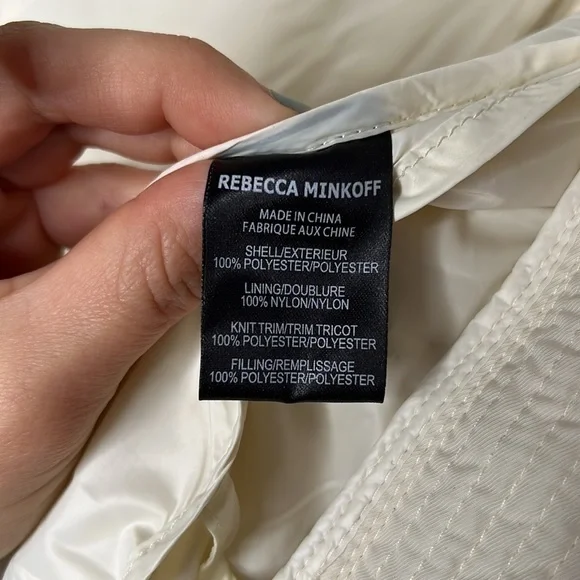 REBECCA MINKOFF
MADE IN CHINA
FABRIQUE AUX CHINE
SHELL/EXTERIEUR
100% POLYESTER/POLYESTER
LINING/DOUBLURE
100% NYLON/NYLON
KNIT TRIM/TRIM TRICOT
100% POLYESTER/POLYESTER
FILLING/REMPLISSAGE
100% POLYESTER/POLYESTER